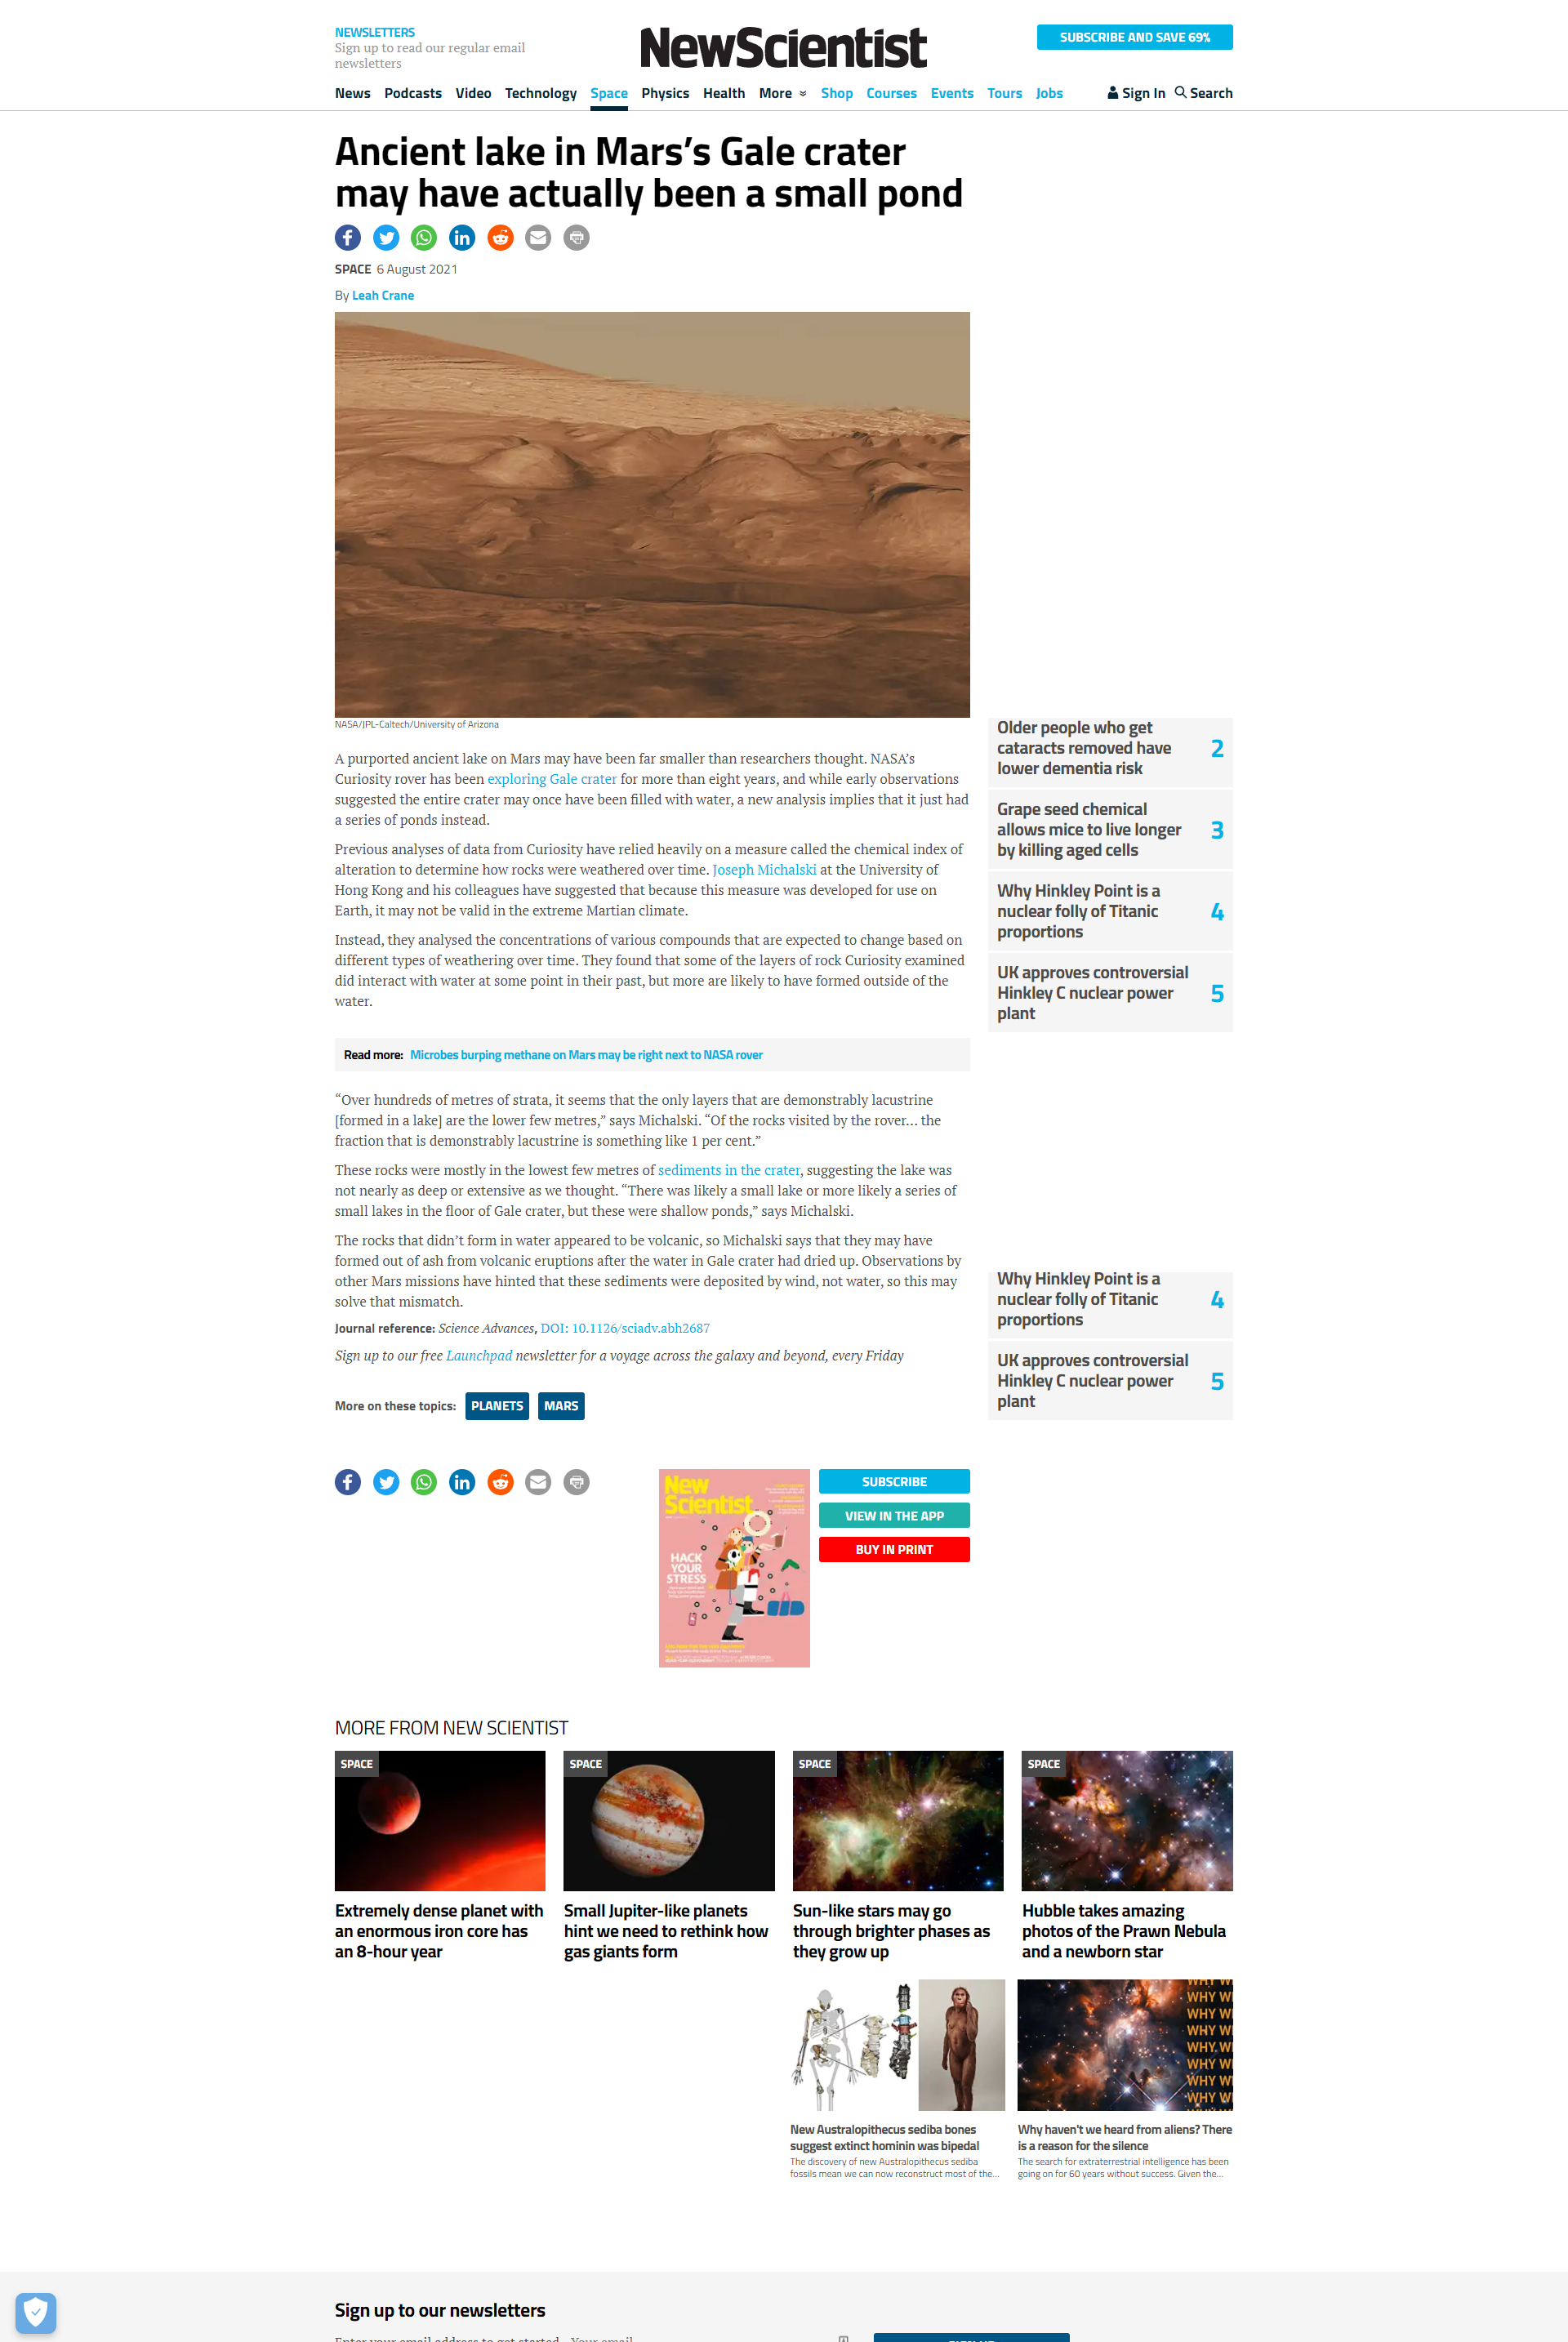 NEWSLETTERS
Sign up to read our regular email
newsletters
NewScientist
SUBSCRIBE AND SAVE 69%
News Podcasts Video Technology Space Physics Health More Shop Courses Events Tours Jobs Sign In Search
Ancient lake in Mars’s Gale crater
may have actually been a small pond
SPACE 6 August 2021
By Leah Crane
NASA/JPL-Caltech/University of Arizona
A purported ancient lake on Mars may have been far smaller than researchers thought. NASA’s
Curiosity rover has been exploring Gale crater for more than eight years, and while early observations
suggested the entire crater may once have been filled with water, a new analysis implies that it just had
a series of ponds instead.
Previous analyses of data from Curiosity have relied heavily on a measure called the chemical index of
alteration to determine how rocks were weathered over time. Joseph Michalski at the University of
Hong Kong and his colleagues have suggested that because this measure was developed for use on
Earth, it may not be valid in the extreme Martian climate.
Instead, they analysed the concentrations of various compounds that are expected to change based on
different types of weathering over time. They found that some of the layers of rock Curiosity examined
did interact with water at some point in their past, but more are likely to have formed outside of the
water.
Read more: Microbes burping methane on Mars may be right next to NASA rover
“Over hundreds of metres of strata, it seems that the only layers that are demonstrably lacustrine
[formed in a lake] are the lower few metres,” says Michalski. “Of the rocks visited by the rover… the
fraction that is demonstrably lacustrine is something like 1 per cent.”
These rocks were mostly in the lowest few metres of sediments in the crater, suggesting the lake was
not nearly as deep or extensive as we thought. “There was likely a small lake or more likely a series of
small lakes in the floor of Gale crater, but these were shallow ponds,” says Michalski.
The rocks that didn’t form in water appeared to be volcanic, so Michalski says that they may have
formed out of ash from volcanic eruptions after the water in Gale crater had dried up. Observations by
other Mars missions have hinted that these sediments were deposited by wind, not water, so this may
solve that mismatch.
Journal reference: Science Advances, DOI: 10.1126/sciadv.abh2687
Sign up to our free Launchpad newsletter for a voyage across the galaxy and beyond, every Friday
More on these topics: PLANETS MARS
Older people who get
cataracts removed have
lower dementia risk
2
Grape seed chemical
allows mice to live longer
by killing aged cells
3
Why Hinkley Point is a
nuclear folly of Titanic
proportions
4
UK approves controversial
Hinkley C nuclear power
plant
5
Why Hinkley Point is a
nuclear folly of Titanic
proportions
4
UK approves controversial
Hinkley C nuclear power
plant
5
New
Scientist
HACK
YOUR
STRESS
SUBSCRIBE
VIEW IN THE APP
BUY IN PRINT
MORE FROM NEW SCIENTIST
SPACE
Extremely dense planet with
an enormous iron core has
an 8-hour year
SPACE
Small Jupiter-like planets
hint we need to rethink how
gas giants form
SPACE
Sun-like stars may go
through brighter phases as
they grow up
SPACE
Hubble takes amazing
photos of the Prawn Nebula
and a newborn star
New Australopithecus sediba bones
suggest extinct hominin was bipedal
The discovery of new Australopithecus sediba
fossils mean we can now reconstruct most of the...
WHY W
WHY W
WHY W
WHY W
WHY W
WHY W
WHY W
WHY W
Why haven't we heard from aliens? There
is a reason for the silence
The search for extraterrestrial intelligence has been
going on for 60 years without success. Given the...
Sign up to our newsletters
Enter your email address to get started Your email
SIGN UP